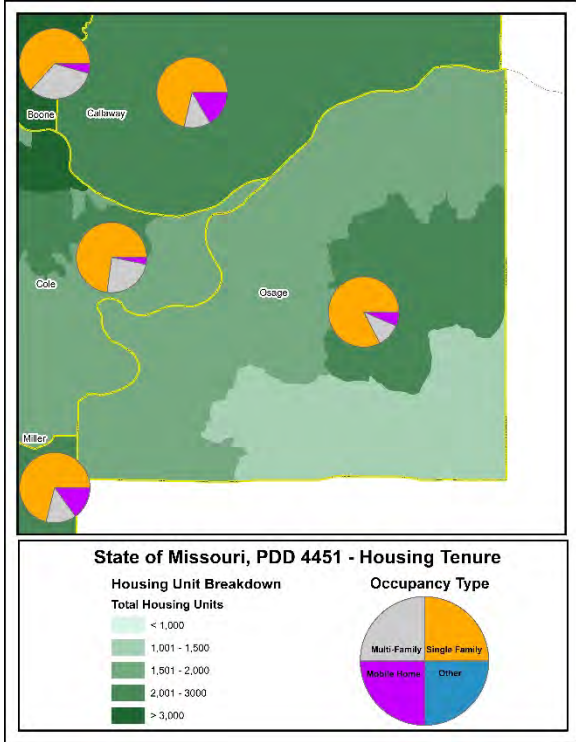 Boone
Callaway
Cole
Osage
Miller
State of Missouri, PDD 4451 - Housing Tenure
Housing Unit Breakdown
Total Housing Units
< 1,000
1,001 - 1,500
1,501 - 2,000
2,001 - 3000
> 3,000
Occupancy Type
Multi-Family Single Family
Mobile Home Other